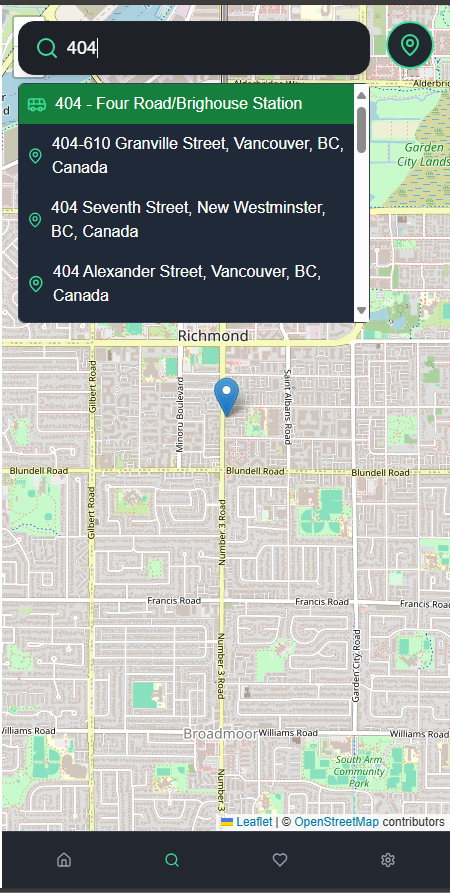 404
404 - Four Road/Brighouse Station
404-610 Granville Street, Vancouver, BC,
Canada
404 Seventh Street, New Westminster,
BC, Canada
404 Alexander Street, Vancouver, BC,
Canada
Garden
City Lands
Richmond
Gilbert Road
Minoru Boulevard
Saint Albans Road
Blundell Road
Blundell Road
Blundell Road
Gilbert Road
Number 3 Road
Francis Road
Francis Road
Francis Road
Number 3 Road
Garden City Road
Williams Road
Broadmoor
Williams Road
Williams Road
South Arm
Community
Park
Number 3
Leaflet | © OpenStreetMap contributors